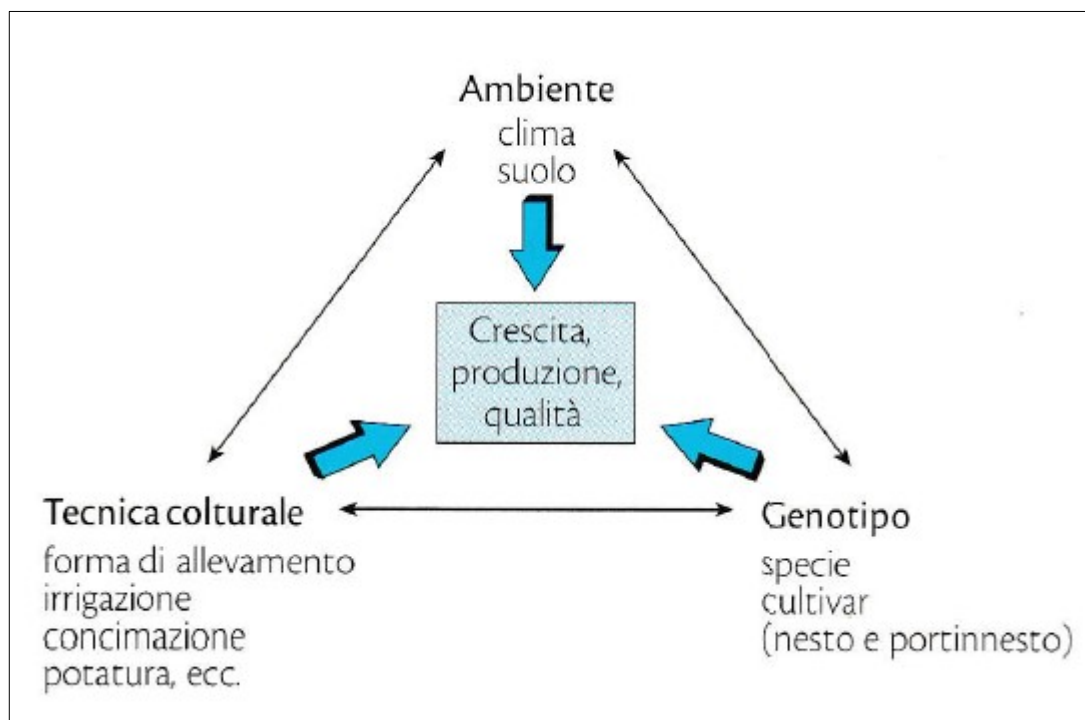 Ambiente
clima
suolo
Crescita,
produzione,
qualità
Tecnica colturale
forma di allevamento
irrigazione
concimazione
potatura, ecc.
Genotipo
specie
cultivar
(nesto e portinnesto)